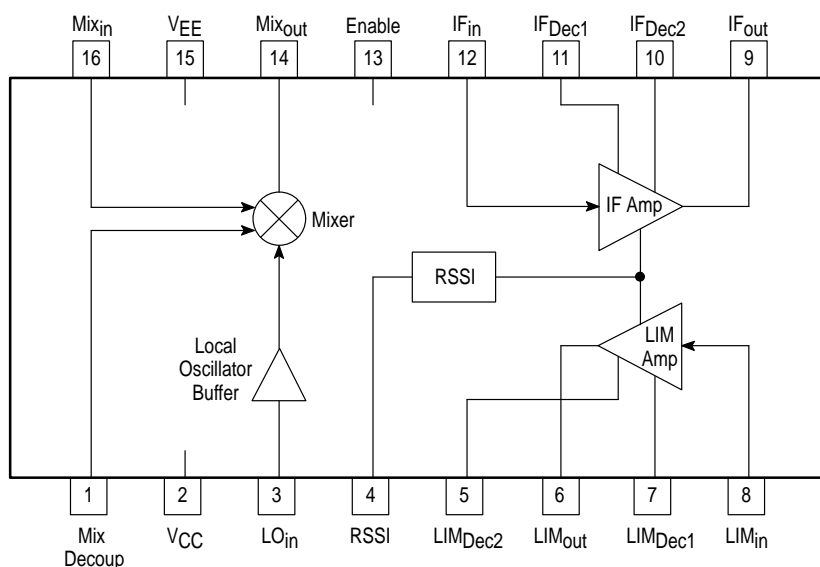 Mixin VEE Mixout Enable IFin IFDec1 IFDec2 IFout
16 15 14 13 12 11 10 9
IF Amp
Mixer
RSSI
LIM
Amp
Local
Oscillator
Buffer
1 2 3 4 5 6 7 8
Mix
Decoup
VCC LOin RSSI LIMDec2 LIMout LIMDec1 LIMin